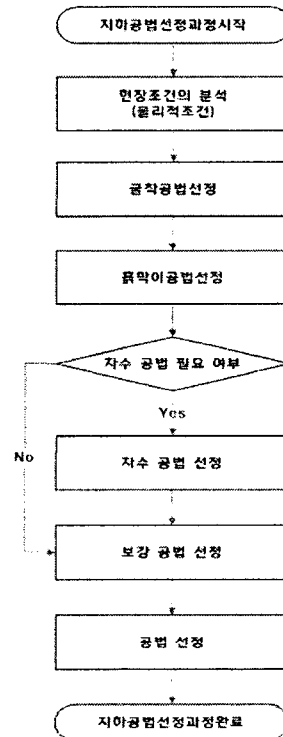 지하공법선정과정시작
현장조건의 분석
(물리적조건)
굴착공법선정
흙막이공법선정
차수 공법 필요 여부
Yes
No
차수 공법 선정
보강 공법 선정
공법 선정
지하공법선정과정완료